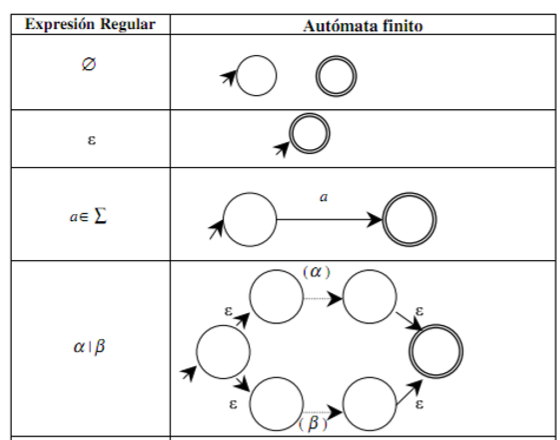 Expresión Regular Autómata finito
∅
ε
a∈ Σ a
α | β (α)
ε ε
ε ε
(β)